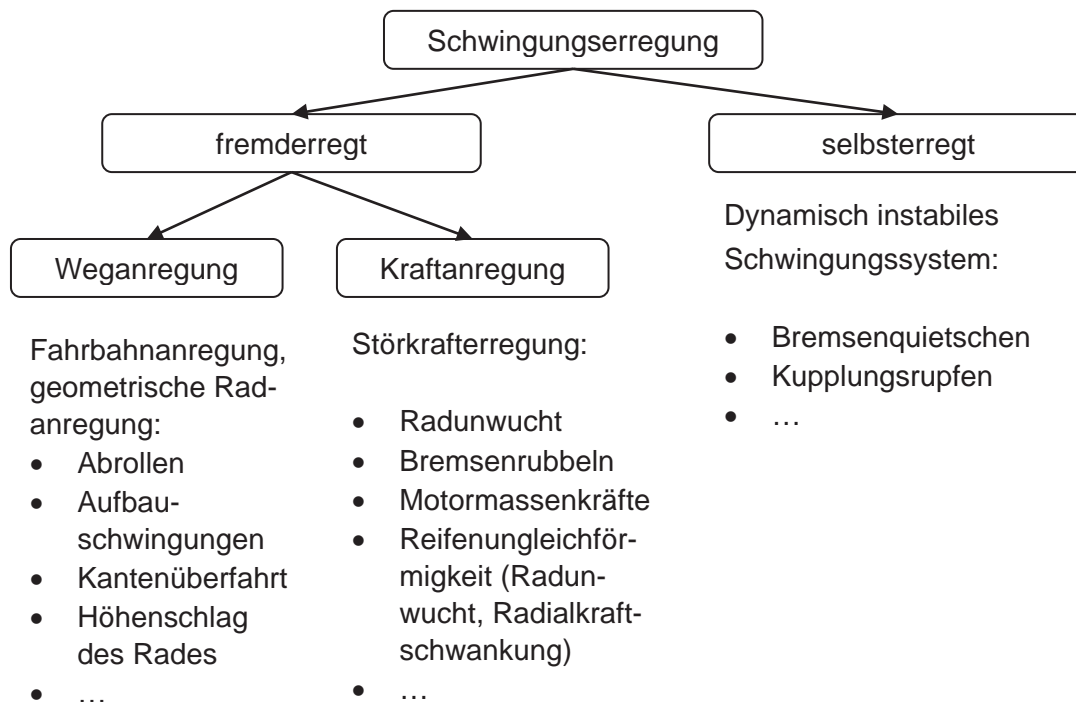 Schwingungserregung
fremderregt
selbsterregt
Weganregung
Kraftanregung
Fahrbahnanregung,
geometrische Rad-
anregung:
• Abrollen
• Aufbau-
schwingungen
• Kantenüberfahrt
• Höhenschlag
des Rades
• …
Störkrafterregung:
• Radunwucht
• Bremsenrubbeln
• Motormassenkräfte
• Reifenungleichför-
migkeit (Radun-
wucht, Radialkraft-
schwankung)
• …
Dynamisch instabiles
Schwingungssystem:
• Bremsenquietschen
• Kupplungsrupfen
• …